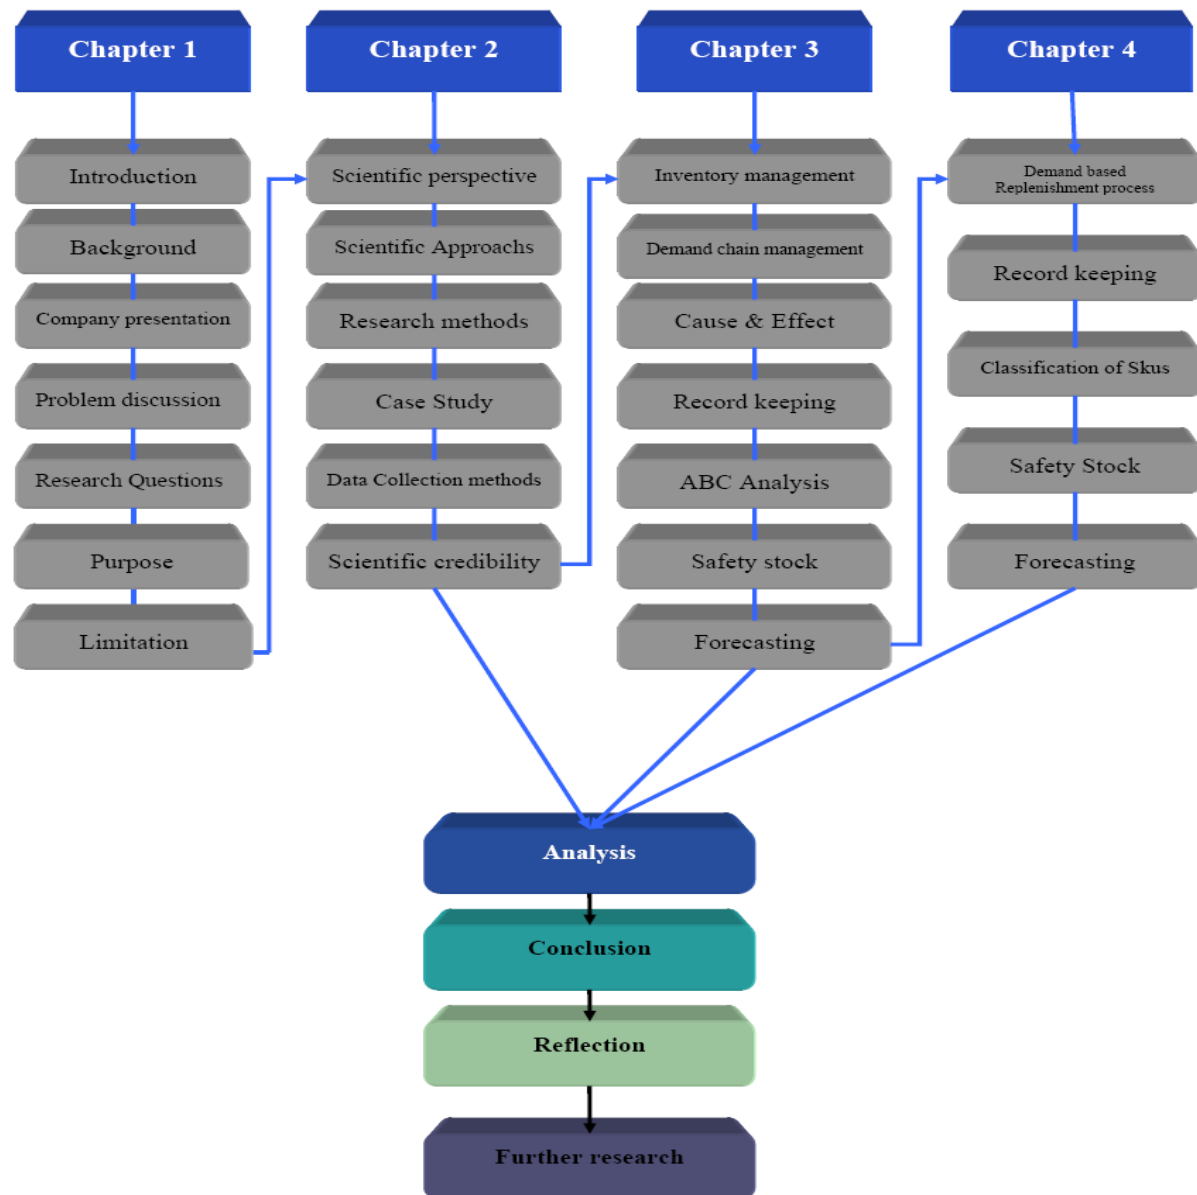 Chapter 1
Introduction
Background
Company presentation
Problem discussion
Research Questions
Purpose
Limitation
Chapter 2
Scientific perspective
Scientific Approachs
Research methods
Case Study
Data Collection methods
Scientific credibility
Chapter 3
Inventory management
Demand chain management
Cause & Effect
Record keeping
ABC Analysis
Safety stock
Forecasting
Chapter 4
Demand based
Replenishment process
Record keeping
Classification of Skus
Safety Stock
Forecasting
Analysis
Conclusion
Reflection
Further research